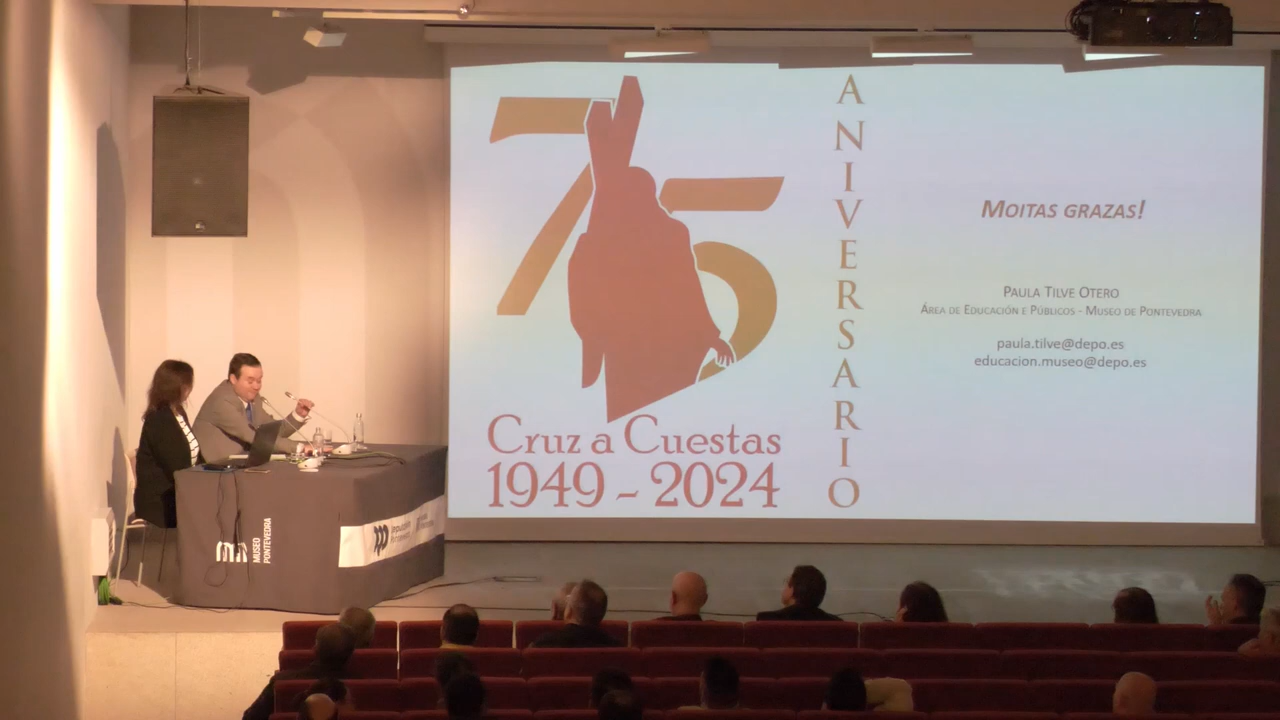 75
ANIVERSARIO
Cruz a Cuestas
1949 - 2024
MOITAS GRAZAS!
PAULA TILVE OTERO
ÁREA DE EDUCACIÓN E PÚBLICOS - MUSEO DE PONTEVEDRA
paula.tilve@depo.es
educacion.museo@depo.es
MUSEO
PONTEVEDRA